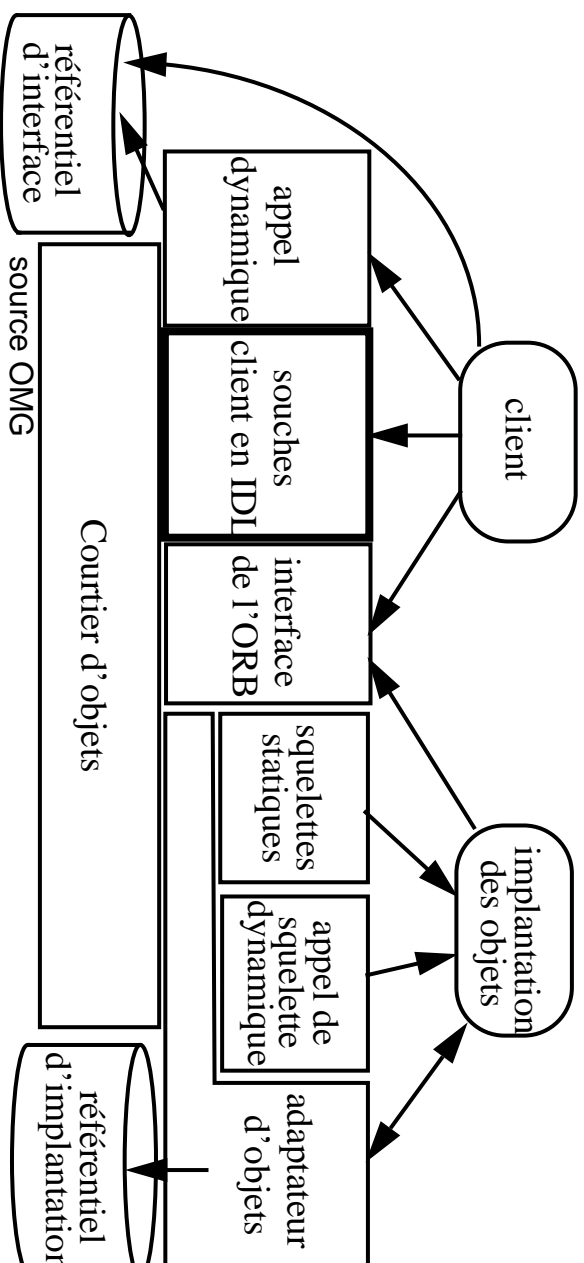 client
implantation
des objets
appel
dynamique
souches
client en IDL
interface
de l'ORB
squelettes
statiques
appel de
squelette
dynamique
adaptateur
d'objets
référentiel
d'interface
Courtier d'objets
référentiel
d'implantation
source OMG